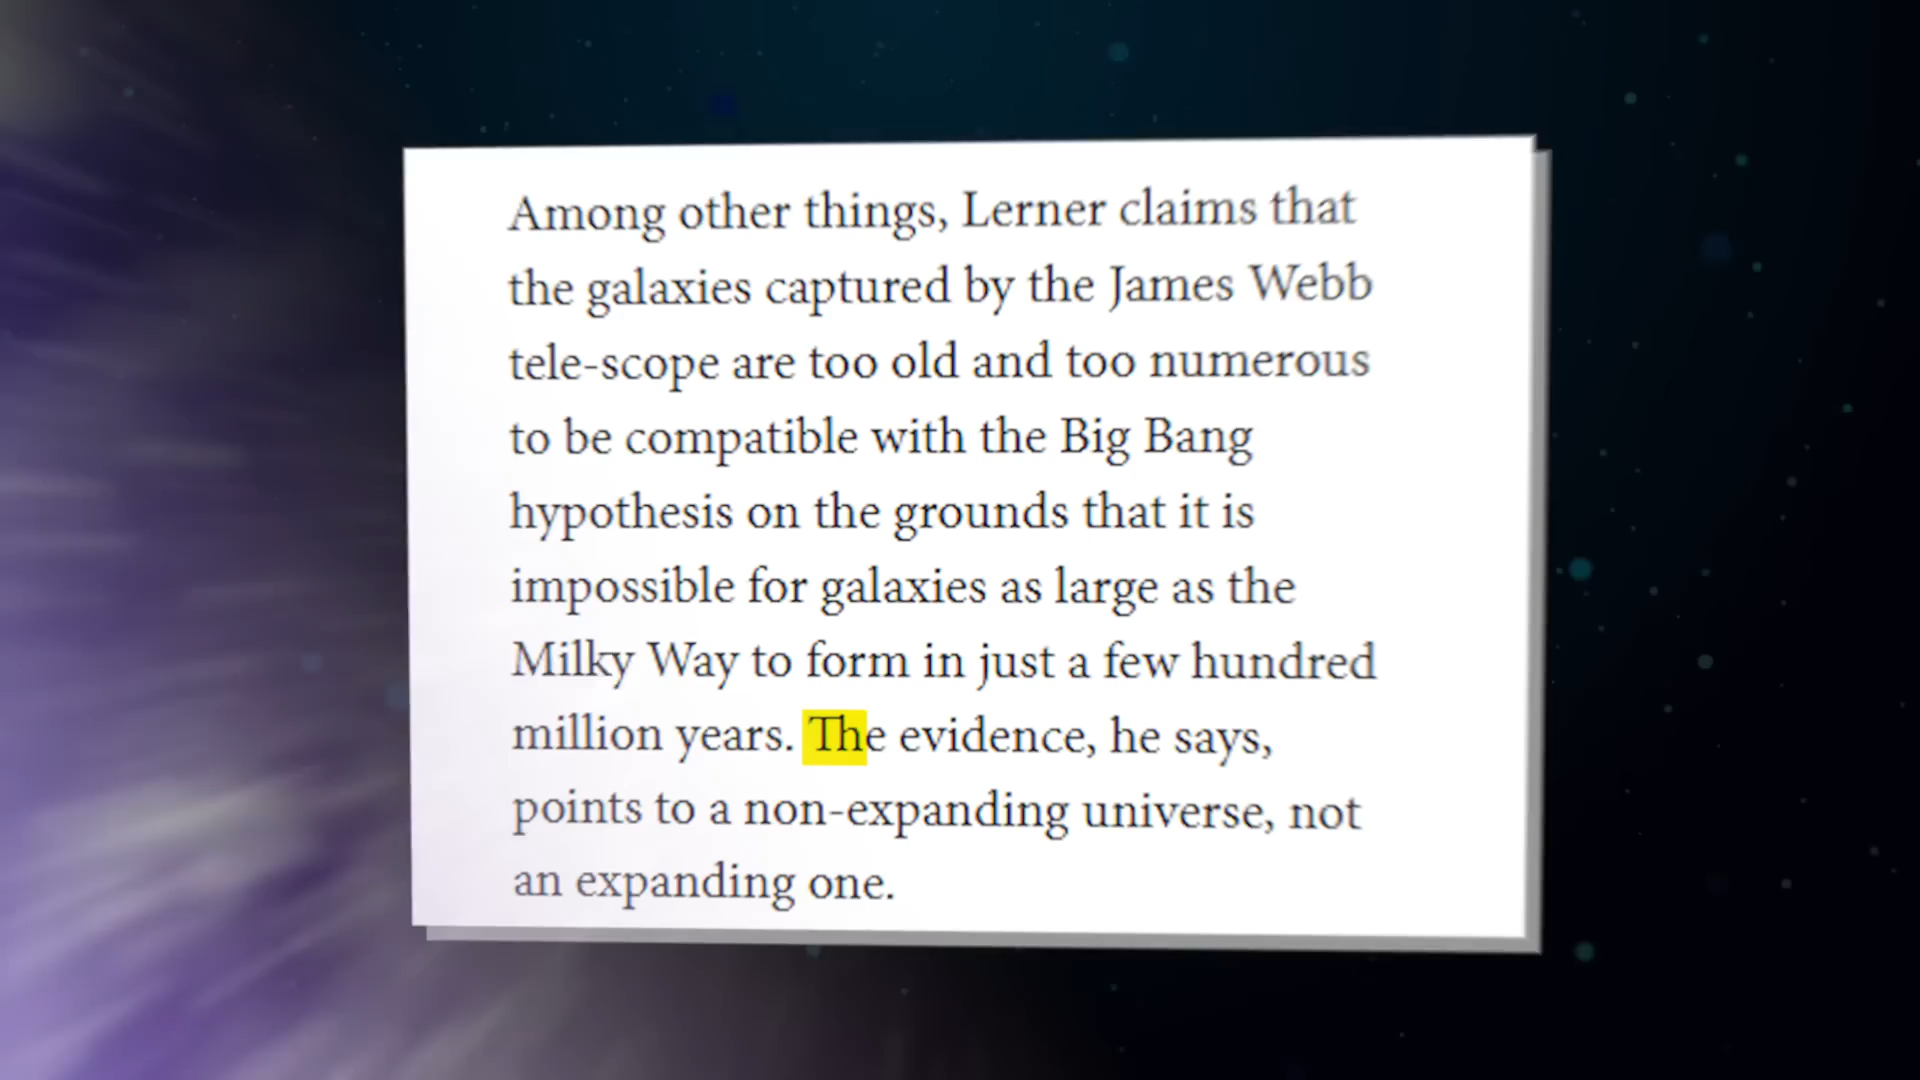 Among other things, Lerner claims that
the galaxies captured by the James Webb
tele-scope are too old and too numerous
to be compatible with the Big Bang
hypothesis on the grounds that it is
impossible for galaxies as large as the
Milky Way to form in just a few hundred
million years. The evidence, he says,
points to a non-expanding universe, not
an expanding one.